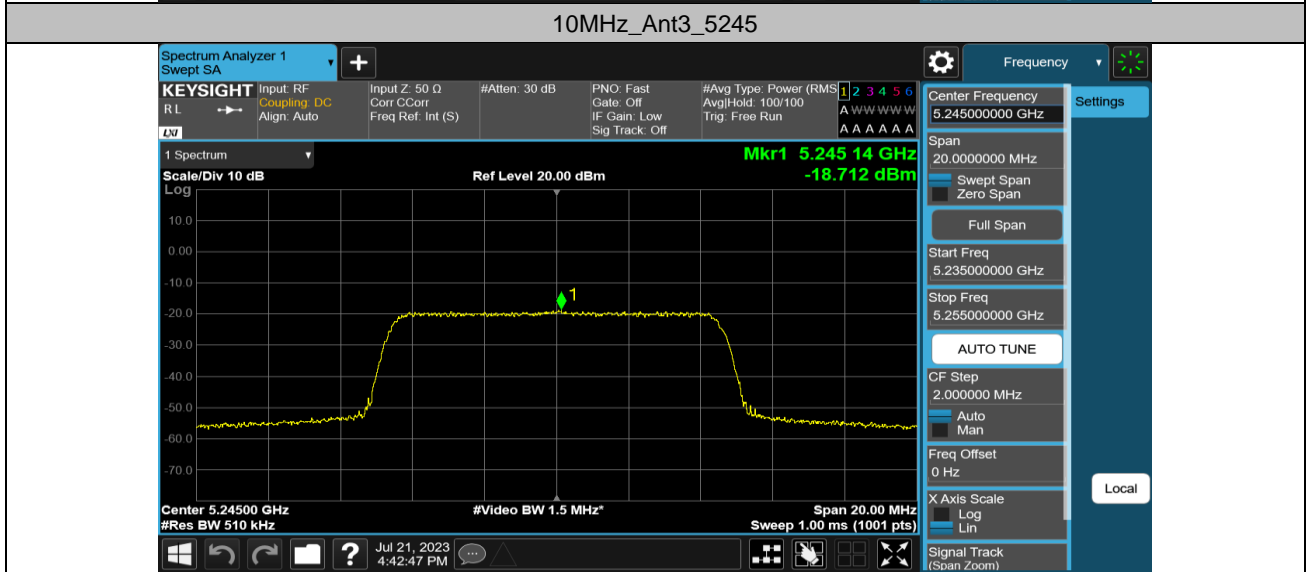 10MHz_Ant3_5245
Spectrum Analyzer 1
Swept SA
Frequency
KEYSIGHT
R L
LXI
Input: RF
Coupling: DC
Align: Auto
Input Z: 50 Ω
Corr CCorr
Freq Ref: Int (S)
#Atten: 30 dB
PNO: Fast
Gate: Off
IF Gain: Low
Sig Track: Off
#Avg Type: Power (RMS
Avg|Hold: 100/100
Trig: Free Run
1 2 3 4 5 6
A W W W W W
A A A A A A
1 Spectrum
Scale/Div 10 dB
Log
Ref Level 20.00 dBm
Mkr1 5.245 14 GHz
-18.712 dBm
10.0
0.00
-10.0
-20.0
-30.0
-40.0
-50.0
-60.0
-70.0
1
Center 5.24500 GHz
#Res BW 510 kHz
#Video BW 1.5 MHz*
Span 20.00 MHz
Sweep 1.00 ms (1001 pts)
?
Jul 21, 2023
4:42:47 PM
Center Frequency
5.245000000 GHz
Span
20.0000000 MHz
Swept Span
Zero Span
Full Span
Start Freq
5.235000000 GHz
Stop Freq
5.255000000 GHz
AUTO TUNE
CF Step
2.000000 MHz
Auto
Man
Freq Offset
0 Hz
X Axis Scale
Log
Lin
Signal Track
(Span Zoom)
Settings
Local